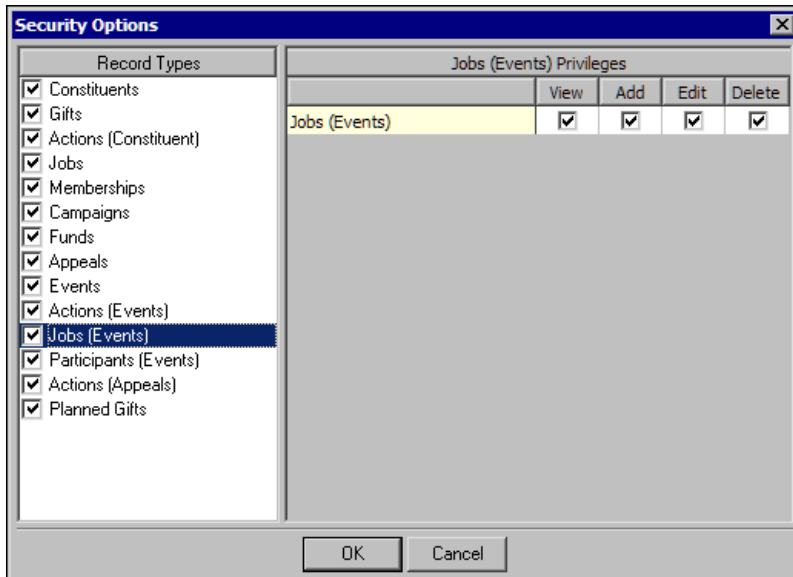 Security Options
Record Types
Constituents
Gifts
Actions (Constituent)
Jobs
Memberships
Campaigns
Funds
Appeals
Events
Actions (Events)
Jobs (Events)
Participants (Events)
Actions (Appeals)
Planned Gifts
Jobs (Events) Privileges
View Add Edit Delete
Jobs (Events)
OK Cancel